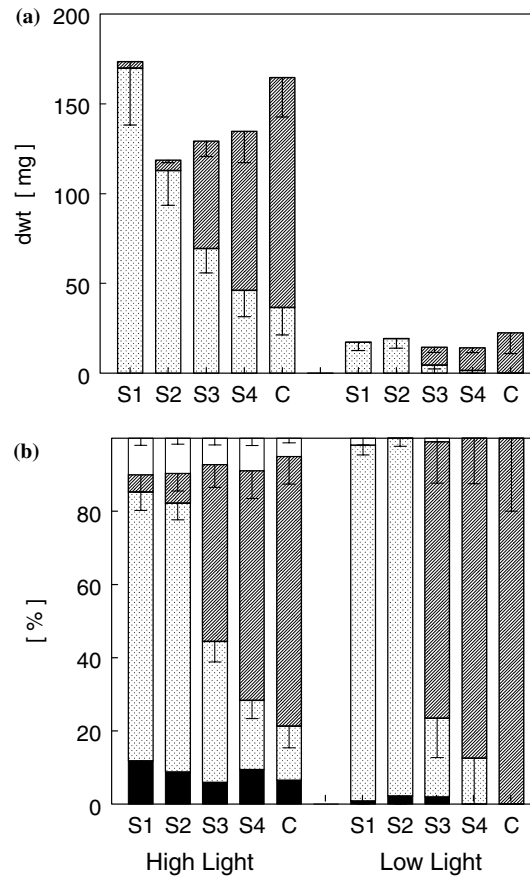 (a)
200
150
100
50
0
dwt [ mg ]
S1 S2 S3 S4 C S1 S2 S3 S4 C
(b)
80
60
40
20
0
[ % ]
S1 S2 S3 S4 C S1 S2 S3 S4 C
High Light Low Light